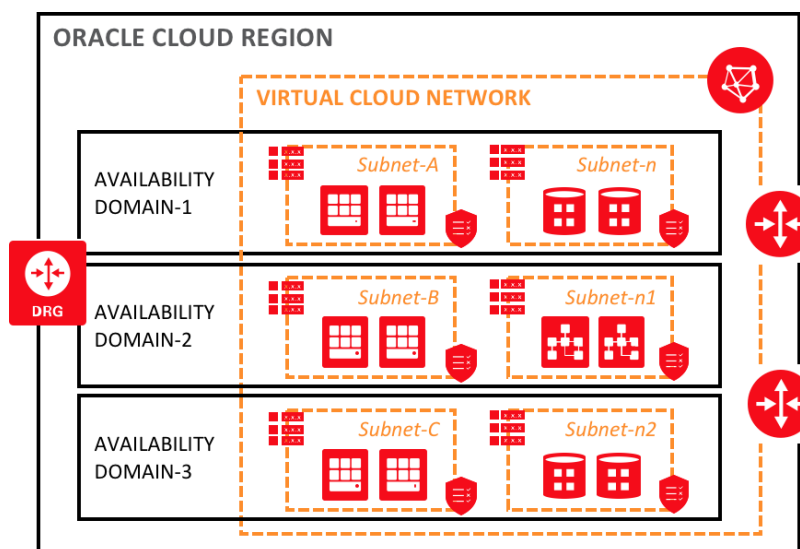 ORACLE CLOUD REGION
VIRTUAL CLOUD NETWORK
AVAILABILITY
DOMAIN-1
Subnet-A
Subnet-n
DRG
AVAILABILITY
DOMAIN-2
Subnet-B
Subnet-n1
AVAILABILITY
DOMAIN-3
Subnet-C
Subnet-n2